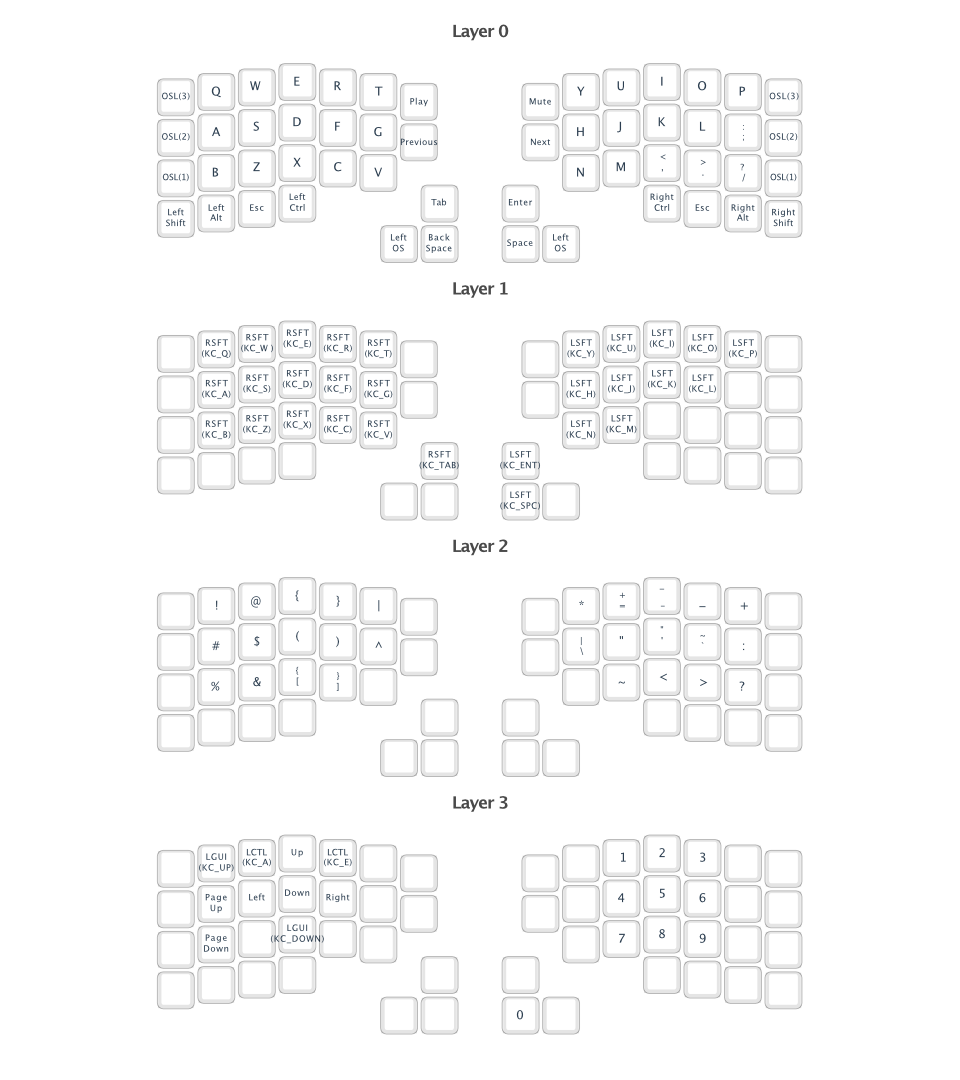 Layer 0
OSL(3) Q W E R T Play Mute Y U I O P OSL(3)
OSL(2) A S D F G Previous Next H J K L : ; OSL(2)
OSL(1) B Z X C V N M < , > . ? / OSL(1)
Left Shift Left Alt Esc Left Ctrl Tab Enter Right Ctrl Esc Right Alt Right Shift
Left OS Back Space Space Left OS
Layer 1
RSFT (KC_Q) RSFT (KC_W ) RSFT (KC_E) RSFT (KC_R) RSFT (KC_T) LSFT (KC_Y) LSFT (KC_U) LSFT (KC_I) LSFT (KC_O) LSFT (KC_P)
RSFT (KC_A) RSFT (KC_S) RSFT (KC_D) RSFT (KC_F) RSFT (KC_G) LSFT (KC_H) LSFT (KC_J) LSFT (KC_K) LSFT (KC_L)
RSFT (KC_B) RSFT (KC_Z) RSFT (KC_X) RSFT (KC_C) RSFT (KC_V) LSFT (KC_N) LSFT (KC_M)
RSFT (KC_TAB) LSFT (KC_ENT)
LSFT (KC_SPC)
Layer 2
! @ { } | * + = _ - _ +
# $ ( ) ^ | \ " " ' ~ ` :
% & { [ } ] ~ < > ?
Layer 3
LGUI (KC_UP) LCTL (KC_A) Up LCTL (KC_E) 1 2 3
Page Up Left Down Right 4 5 6
Page Down LGUI (KC_DOWN) 7 8 9
0